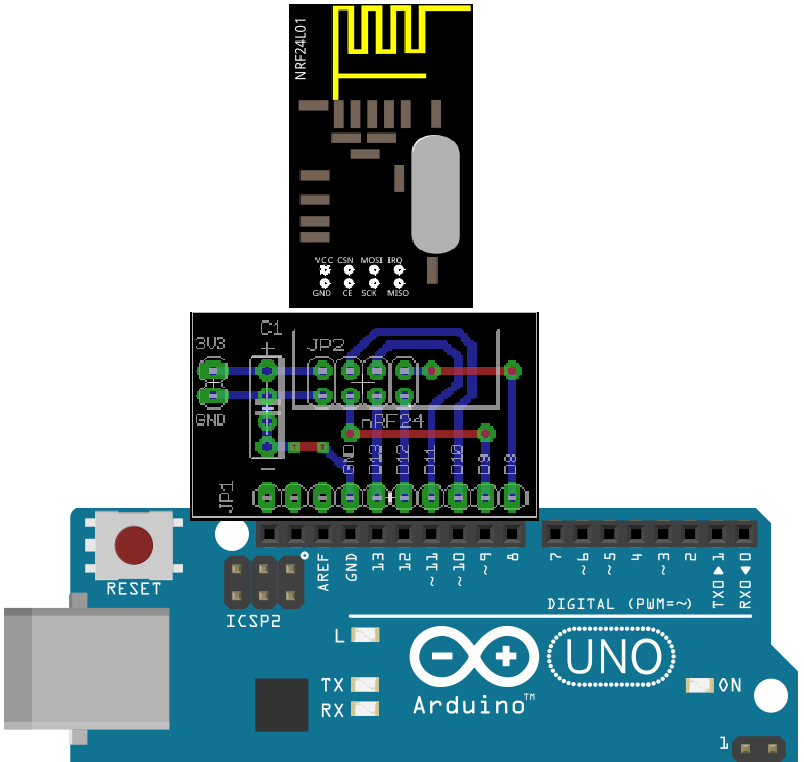 NRF24L01
VCC CSN MOSI IRQ
GND CE SCK MISO
C1
3V3
JP2
+
GND
nRF24
GND D13 D12 D11 D10 D9 D8
JP1
AREF GND 13 12 ~11 ~10 ~9 8 7 ~6 ~5 4 ~3 2 TX0▶1 RX0◀0
RESET
DIGITAL (PWM=~)
ICSP2
L
UNO
TX
RX
Arduino™
ON
1